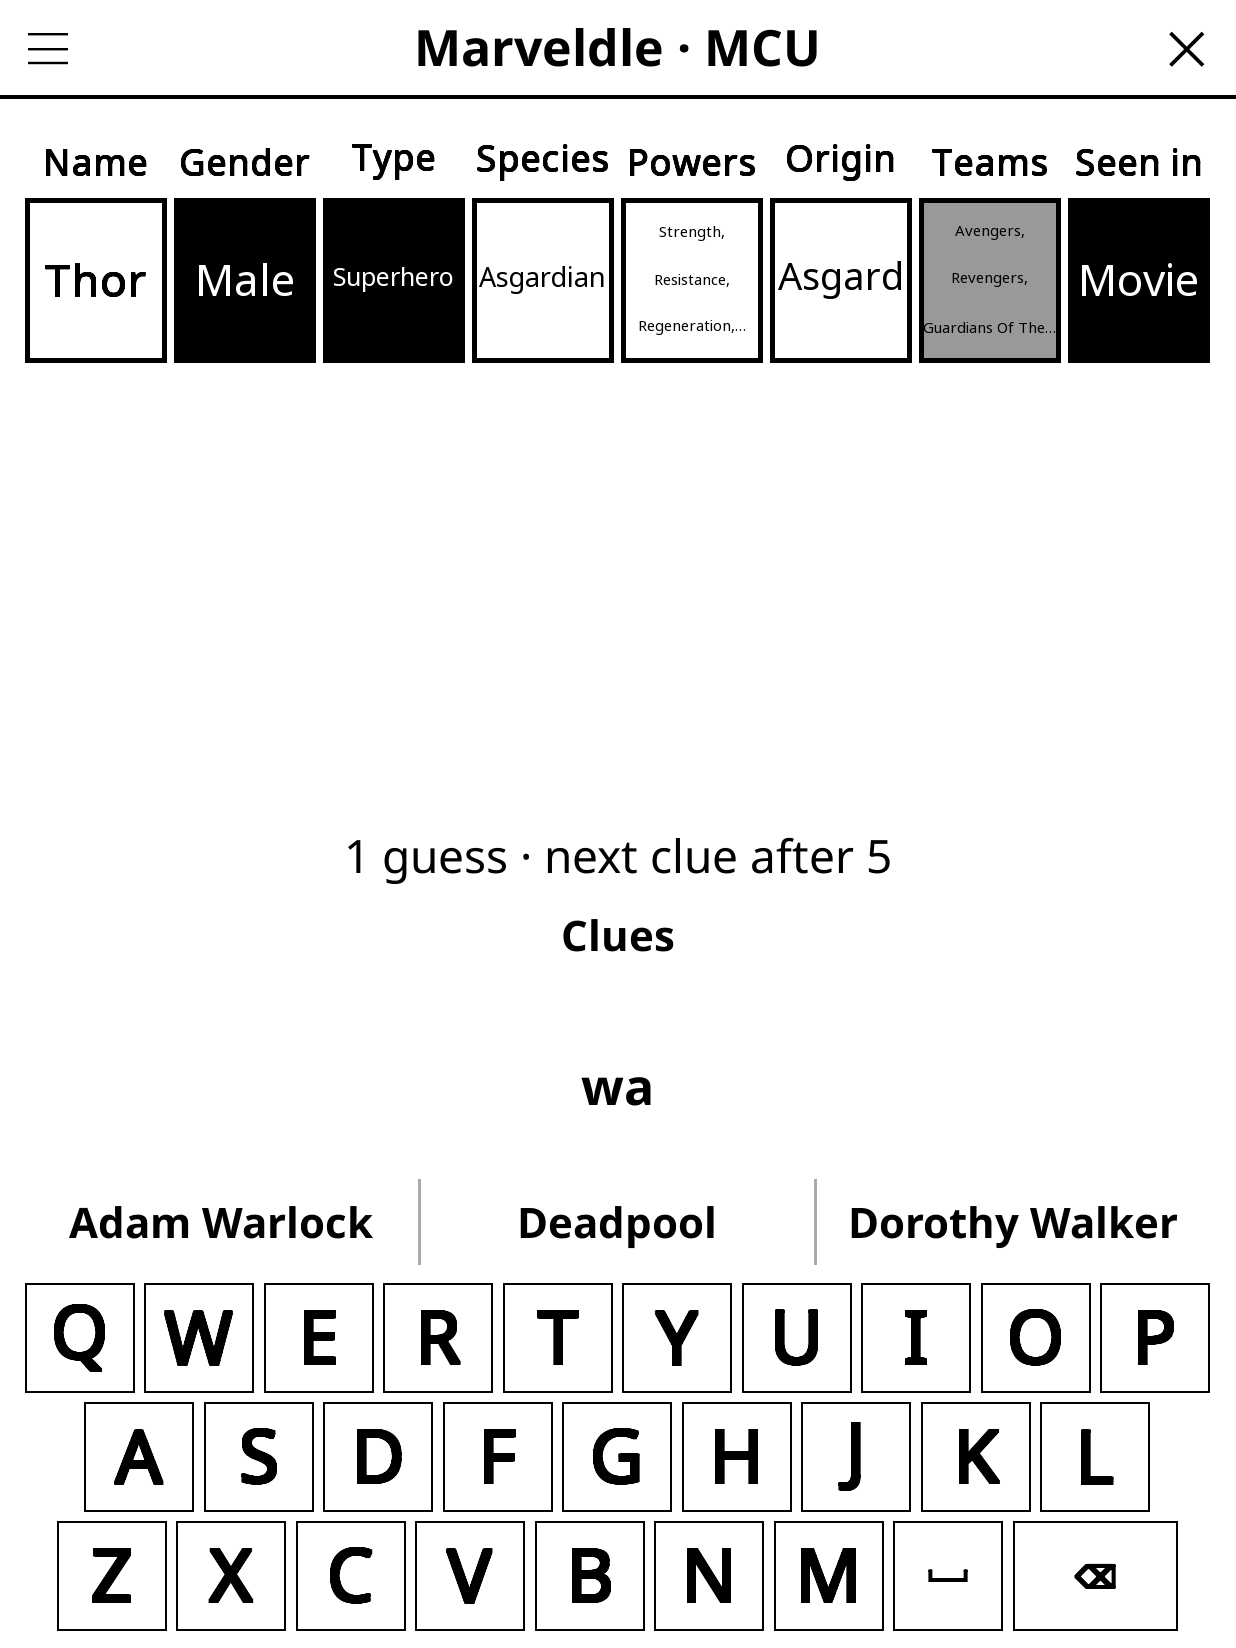 Marveldle · MCU
Name Gender Type Species Powers Origin Teams Seen in
Thor Male Superhero Asgardian Strength, Resistance, Regeneration,... Asgard Avengers, Revengers, Guardians Of The... Movie
1 guess · next clue after 5
Clues
wa
Adam Warlock Deadpool Dorothy Walker
Q W E R T Y U I O P
A S D F G H J K L
Z X C V B N M